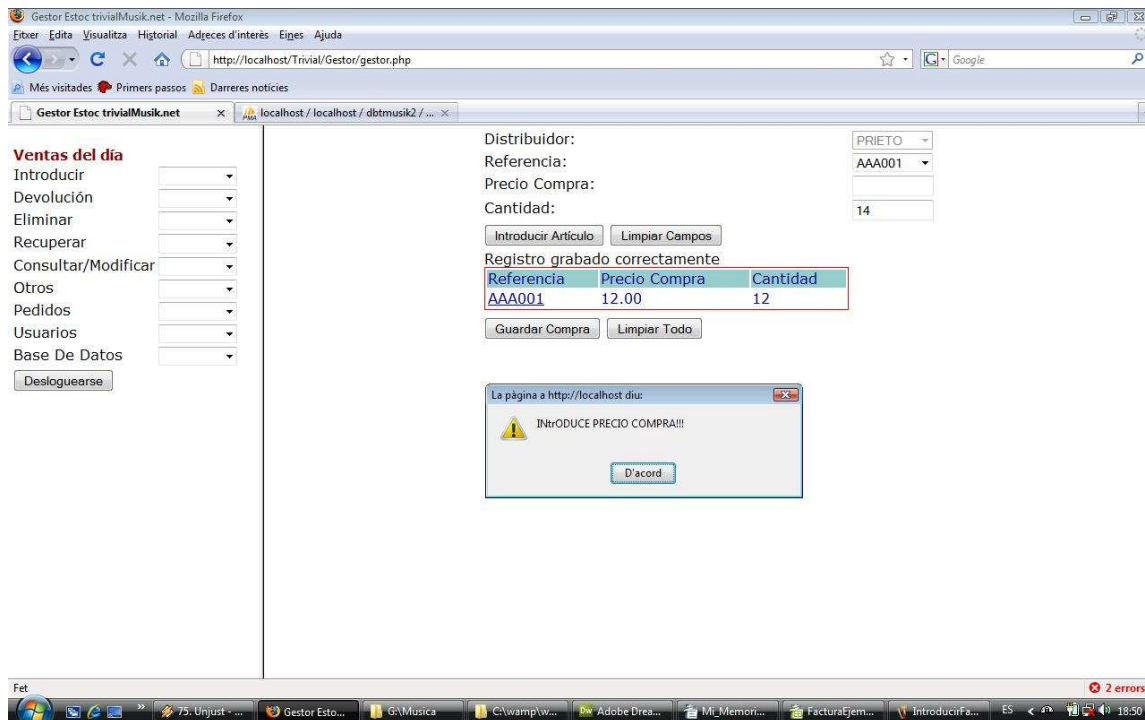 Gestor Estoc trivialMusik.net - Mozilla Firefox
Fitxer Edita Visualitza Historial Adreces d'interès Eines Ajuda
http://localhost/Trivial/Gestor/gestor.php
Google
Més visitades Primers passos Darreres notícies
Gestor Estoc trivialMusik.net
localhost / localhost / dbtmusik2 / ...
Ventas del día
Introducir
Devolución
Eliminar
Recuperar
Consultar/Modificar
Otros
Pedidos
Usuarios
Base De Datos
Desloguearse
Distribuidor: PRIETO
Referencia: AAA001
Precio Compra:
Cantidad: 14
Introducir Artículo Limpiar Campos
Registro grabado correctamente
Referencia Precio Compra Cantidad
AAA001 12.00 12
Guardar Compra Limpiar Todo
La pàgina a http://localhost diu:
INtrODUCE PRECIO COMPRA!!!
D'acord
Fet
2 errors
75. Unjust - ... Gestor Esto... G:\Musica C:\wamp\w... Adobe Drea... Mi_Memori... FacturaEjem... IntroducirFa... ES 18:50